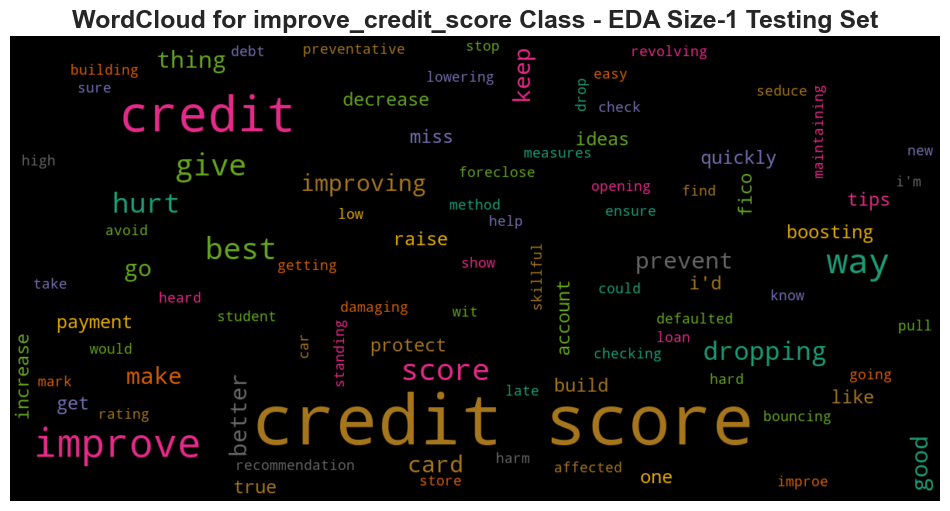 WordCloud for improve_credit_score Class - EDA Size-1 Testing Set
building
thing
debt
preventative
stop
keep
revolving
sure
lowering
easy
drop
seduce
credit
decrease
check
maintaining
miss
ideas
high
give
measures
quickly
new
improving
foreclose
opening
find
fico
i'm
hurt
low
method
help
ensure
tips
avoid
best
raise
boosting
go
getting
show
skillful
prevent
way
take
heard
i'd
could
know
payment
student
damaging
wit
account
defaulted
pull
increase
would
car
standing
protect
checking
loan
dropping
mark
make
score
late
build
hard
going
get
rating
better
credit score
like
bouncing
improve
recommendation
card
harm
affected
one
good
true
store
improe